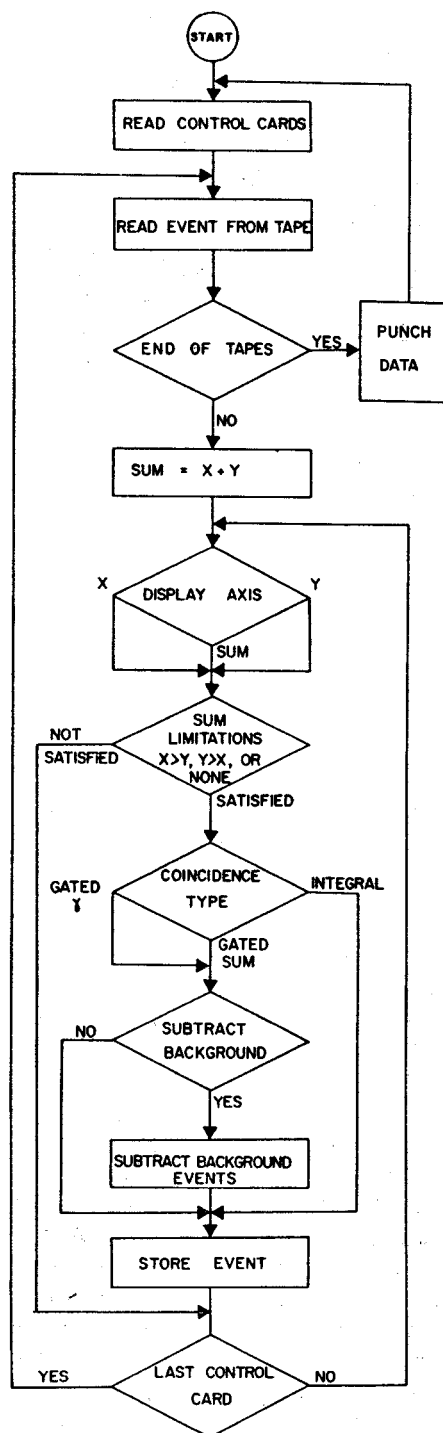 START
READ CONTROL CARDS
READ EVENT FROM TAPE
END OF TAPES
YES
PUNCH
DATA
NO
SUM = X + Y
X
DISPLAY AXIS
Y
SUM
SUM
LIMITATIONS
X>Y, Y>X, OR
NONE
NOT
SATISFIED
SATISFIED
COINCIDENCE
TYPE
GATED
γ
INTEGRAL
GATED
SUM
NO
SUBTRACT
BACKGROUND
YES
SUBTRACT BACKGROUND
EVENTS
STORE EVENT
YES
LAST CONTROL
CARD
NO